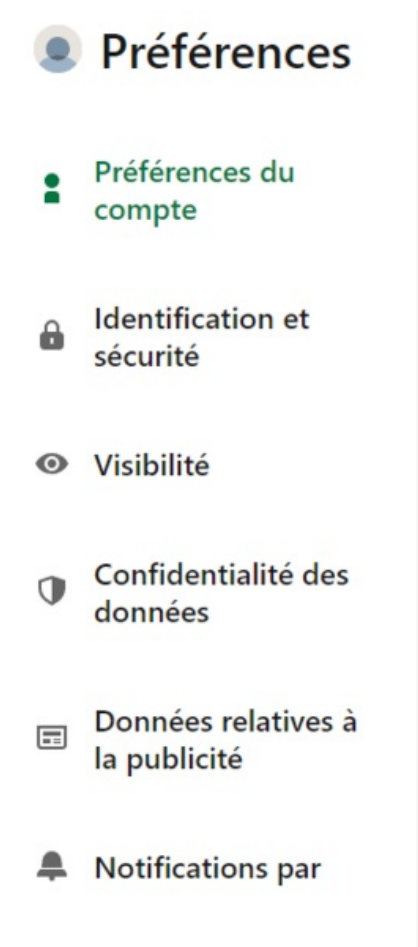 Préférences
Préférences du
compte
Identification et
sécurité
Visibilité
Confidentialité des
données
Données relatives à
la publicité
Notifications par